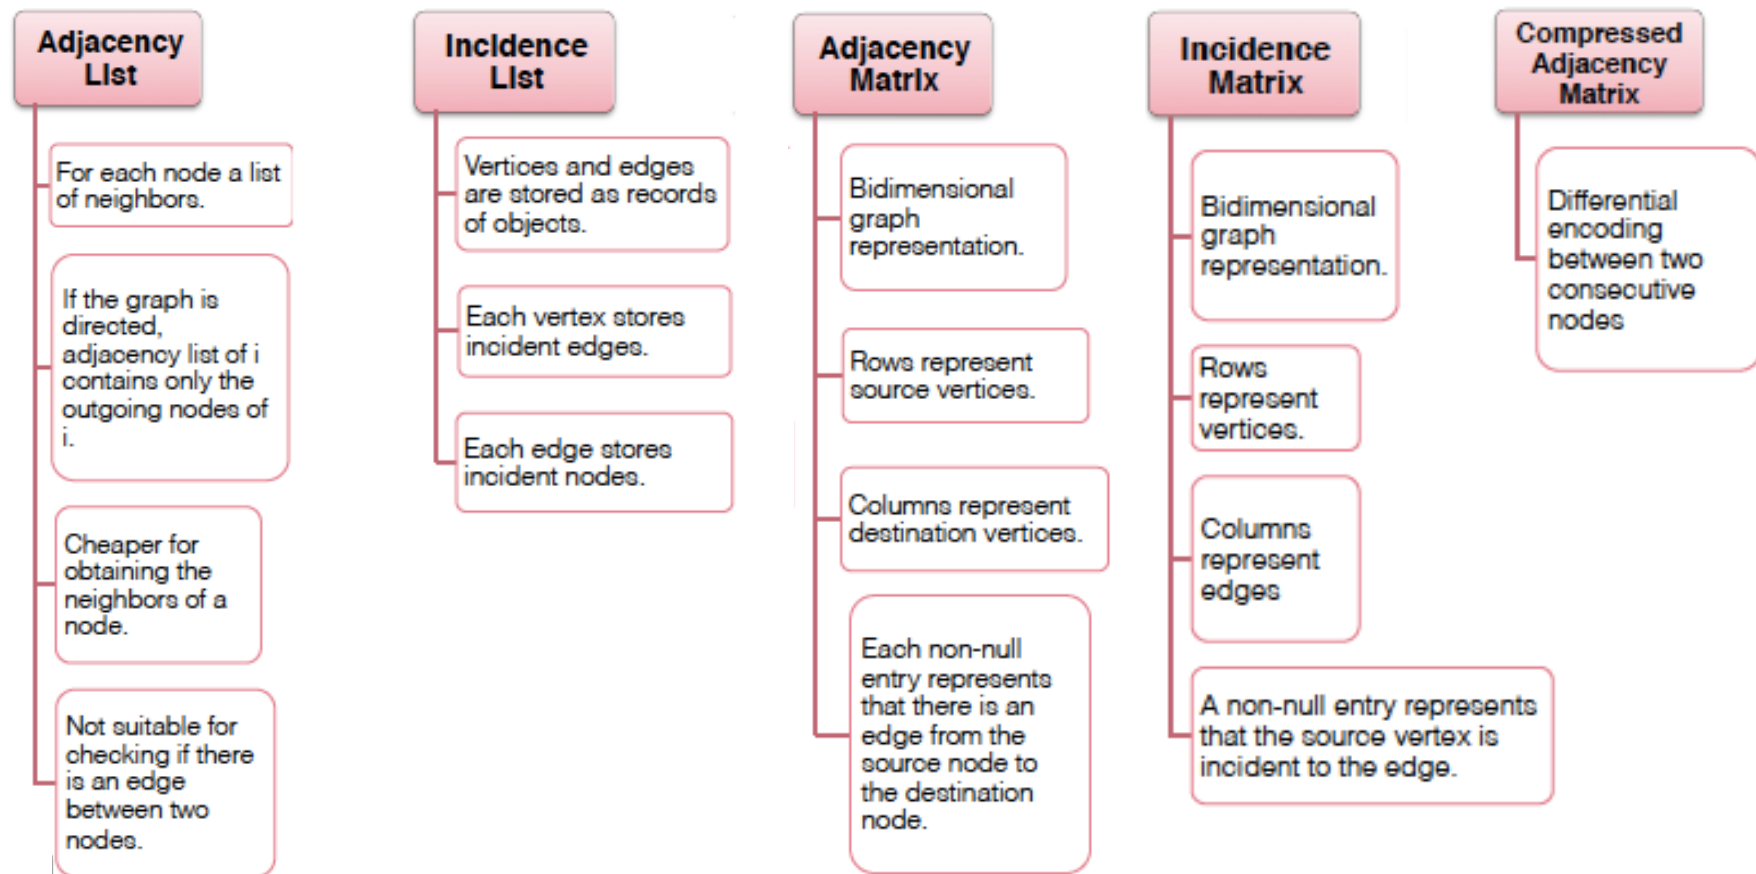 Adjacency
List
For each node a list
of neighbors.
If the graph is
directed,
adjacency list of i
contains only the
outgoing nodes of
i.
Cheaper for
obtaining the
neighbors of a
node.
Not suitable for
checking if there
is an edge
between two
nodes.
Incidence
List
Vertices and edges
are stored as records
of objects.
Each vertex stores
incident edges.
Each edge stores
incident nodes.
Adjacency
Matrix
Bidimensional
graph
representation.
Rows represent
source vertices.
Columns represent
destination vertices.
Each non-null
entry represents
that there is an
edge from the
source node to
the destination
node.
Incidence
Matrix
Bidimensional
graph
representation.
Rows
represent
vertices.
Columns
represent
edges
A non-null entry represents
that the source vertex is
incident to the edge.
Compressed
Adjacency
Matrix
Differential
encoding
between two
consecutive
nodes